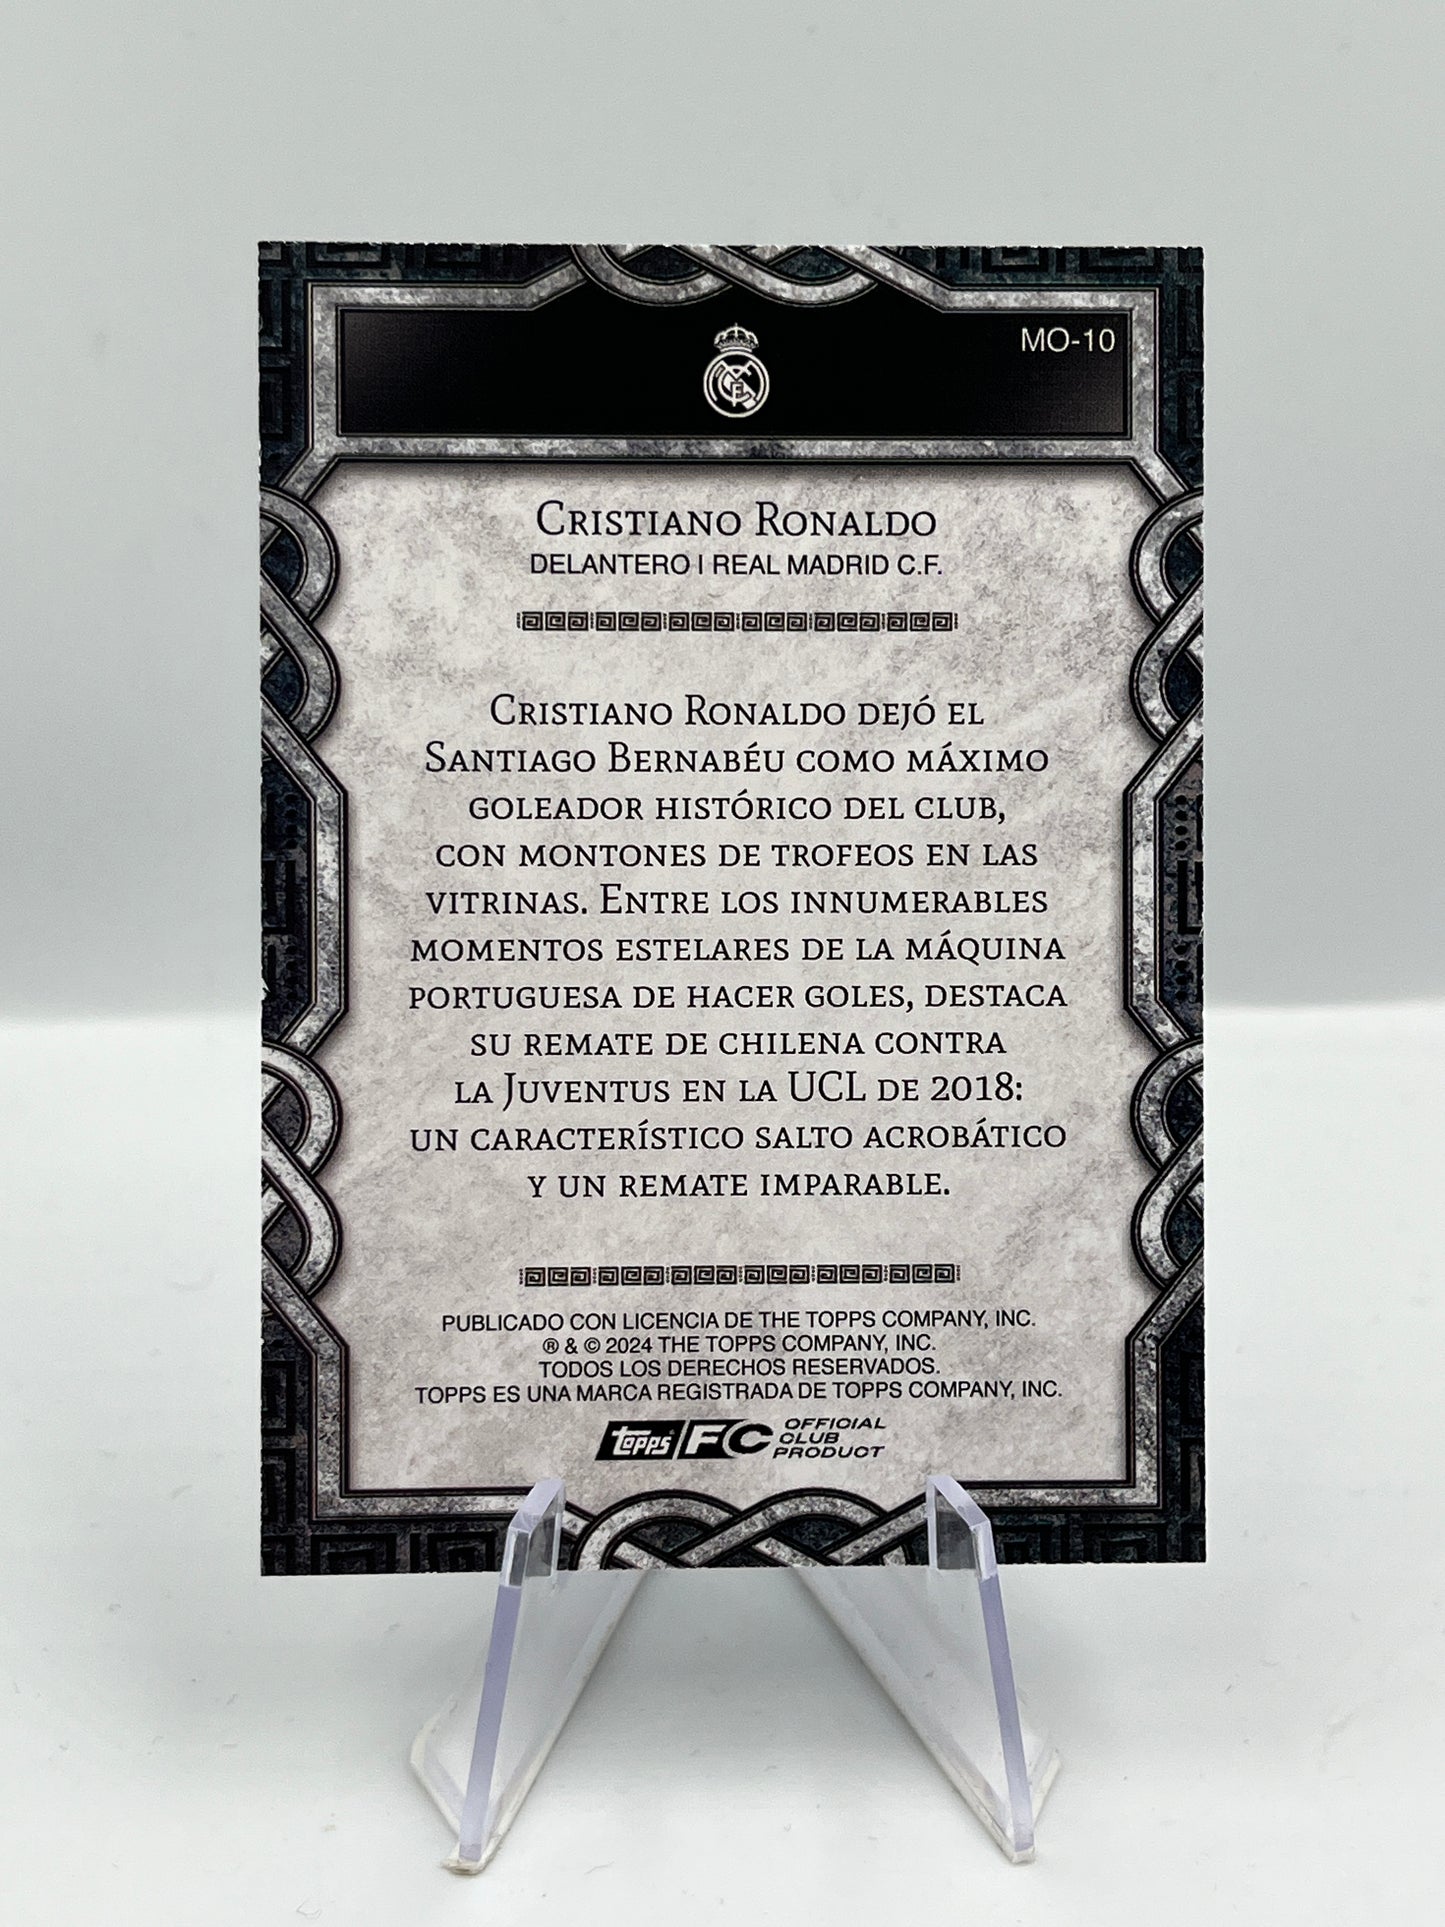 MO-10
Cristiano Ronaldo
DELANTERO | REAL MADRID C.F.
Cristiano Ronaldo dejó el
Santiago Bernabéu como máximo
goleador histórico del club,
con montones de trofeos en las
vitrinas. Entre los innumerables
momentos estelares de la máquina
portuguesa de hacer goles, destaca
su remate de chilena contra
la Juventus en la UCL de 2018:
un característico salto acrobático
y un remate imparable.
PUBLICADO CON LICENCIA DE THE TOPPS COMPANY, INC.
® & © 2024 THE TOPPS COMPANY, INC.
TODOS LOS DERECHOS RESERVADOS.
TOPPS ES UNA MARCA REGISTRADA DE TOPPS COMPANY, INC.
topps FC OFFICIAL
CLUB
PRODUCT